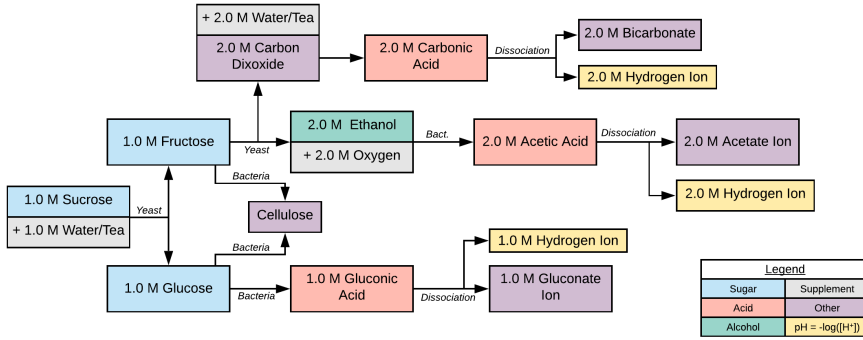 + 2.0 M Water/Tea
2.0 M Carbon
Dixoxide
2.0 M Carbonic
Acid
Dissociation
2.0 M Bicarbonate
2.0 M Hydrogen Ion
1.0 M Fructose
Yeast
2.0 M Ethanol
+ 2.0 M Oxygen
Bact.
2.0 M Acetic Acid
Dissociation
2.0 M Acetate Ion
2.0 M Hydrogen Ion
Bacteria
Cellulose
1.0 M Sucrose
+ 1.0 M Water/Tea
Yeast
Bacteria
1.0 M Glucose
Bacteria
1.0 M Gluconic
Acid
Dissociation
1.0 M Hydrogen Ion
1.0 M Gluconate
Ion
Legend
Sugar
Supplement
Acid
Other
Alcohol
pH = -log([H⁺])